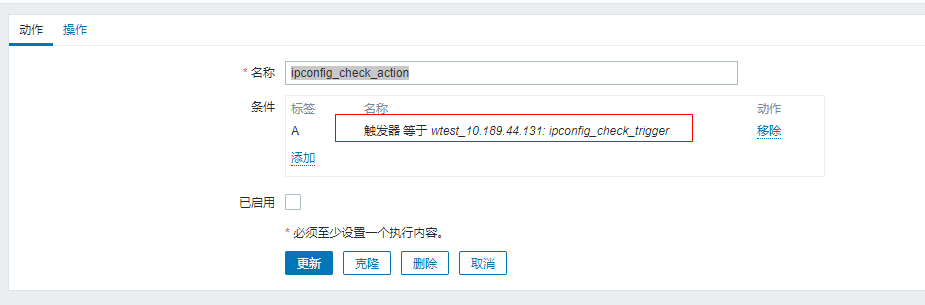 动作 操作
* 名称 ipconfig_check_action
条件 标签 名称 动作
A 触发器 等于 wtest_10.189.44.131: ipconfig_check_trigger 移除
添加
已启用
* 必须至少设置一个执行内容。
更新 克隆 删除 取消